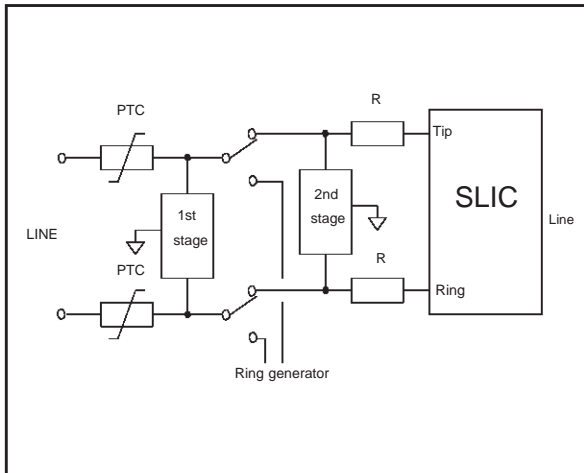 PTC
R
Tip
SLIC
1st
stage
2nd
stage
Line
LINE
PTC
R
Ring
Ring generator